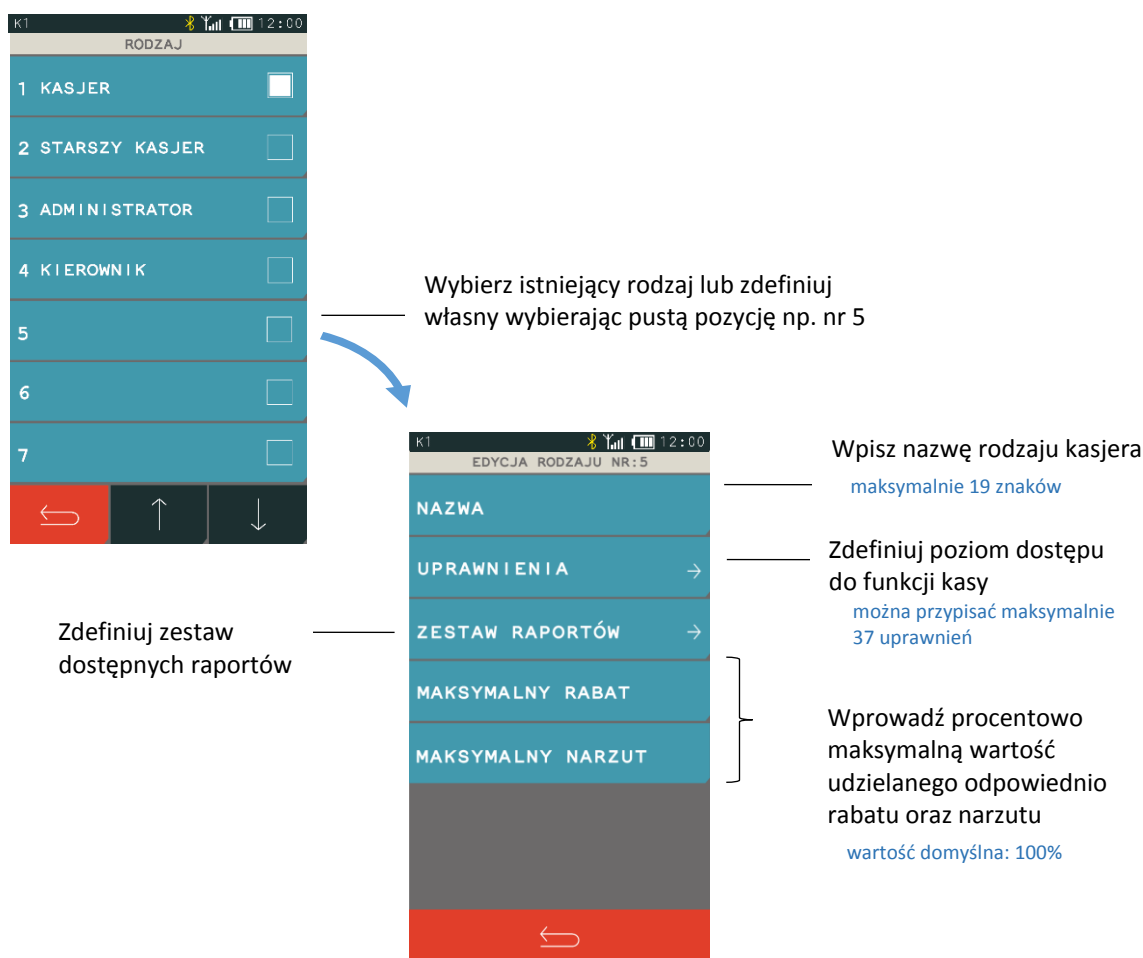 K1 12:00
RODZAJ
1 KASJER
2 STARSZY KASJER
3 ADMINISTRATOR
4 KIEROWNIK
5
6
7
Wybierz istniejący rodzaj lub zdefiniuj
własny wybierając pustą pozycję np. nr 5
K1 12:00
EDYCJA RODZAJU NR:5
NAZWA
UPRAWNIENIA
ZESTAW RAPORTÓW
MAKSYMALNY RABAT
MAKSYMALNY NARZUT
Wpisz nazwę rodzaju kasjera
maksymalnie 19 znaków
Zdefiniuj poziom dostępu
do funkcji kasy
można przypisać maksymalnie
37 uprawnień
Zdefiniuj zestaw
dostępnych raportów
Wprowadź procentowo
maksymalną wartość
udzielanego odpowiednio
rabatu oraz narzutu
wartość domyślna: 100%